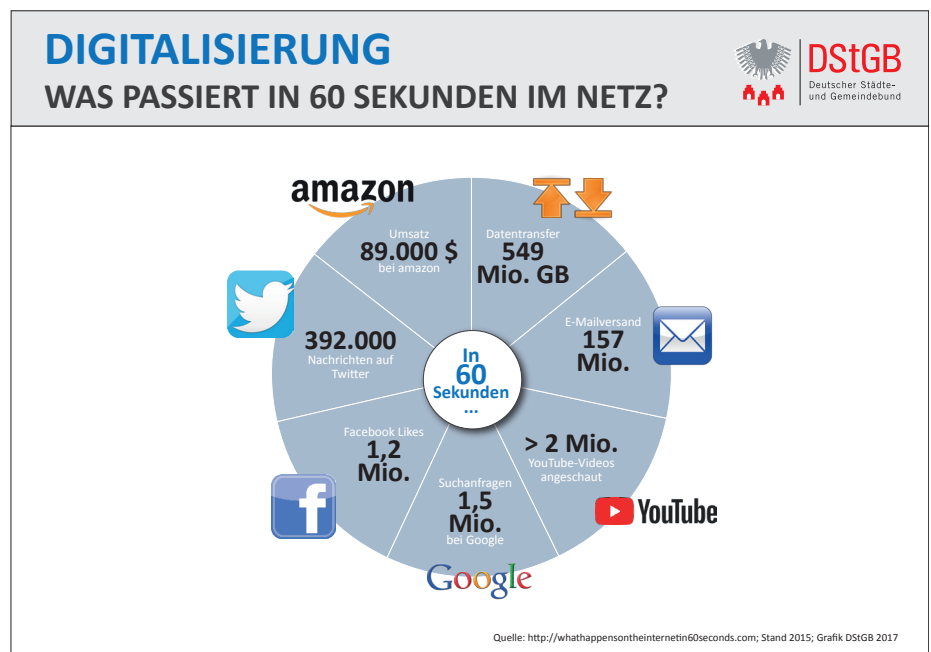 DIGITALISIERUNG
WAS PASSIERT IN 60 SEKUNDEN IM NETZ?
DStGB
Deutscher Städte-
und Gemeindebund
amazon
Umsatz
89.000 $
bei amazon
Datentransfer
549
Mio. GB
E-Mailversand
157
Mio.
> 2 Mio.
YouTube-Videos
angeschaut
YouTube
Suchanfragen
1,5
Mio.
bei Google
Google
Facebook Likes
1,2
Mio.
f
392.000
Nachrichten auf
Twitter
In
60
Sekunden
...
Quelle: http://whathappensontheinternetin60seconds.com; Stand 2015; Grafik DStGB 2017